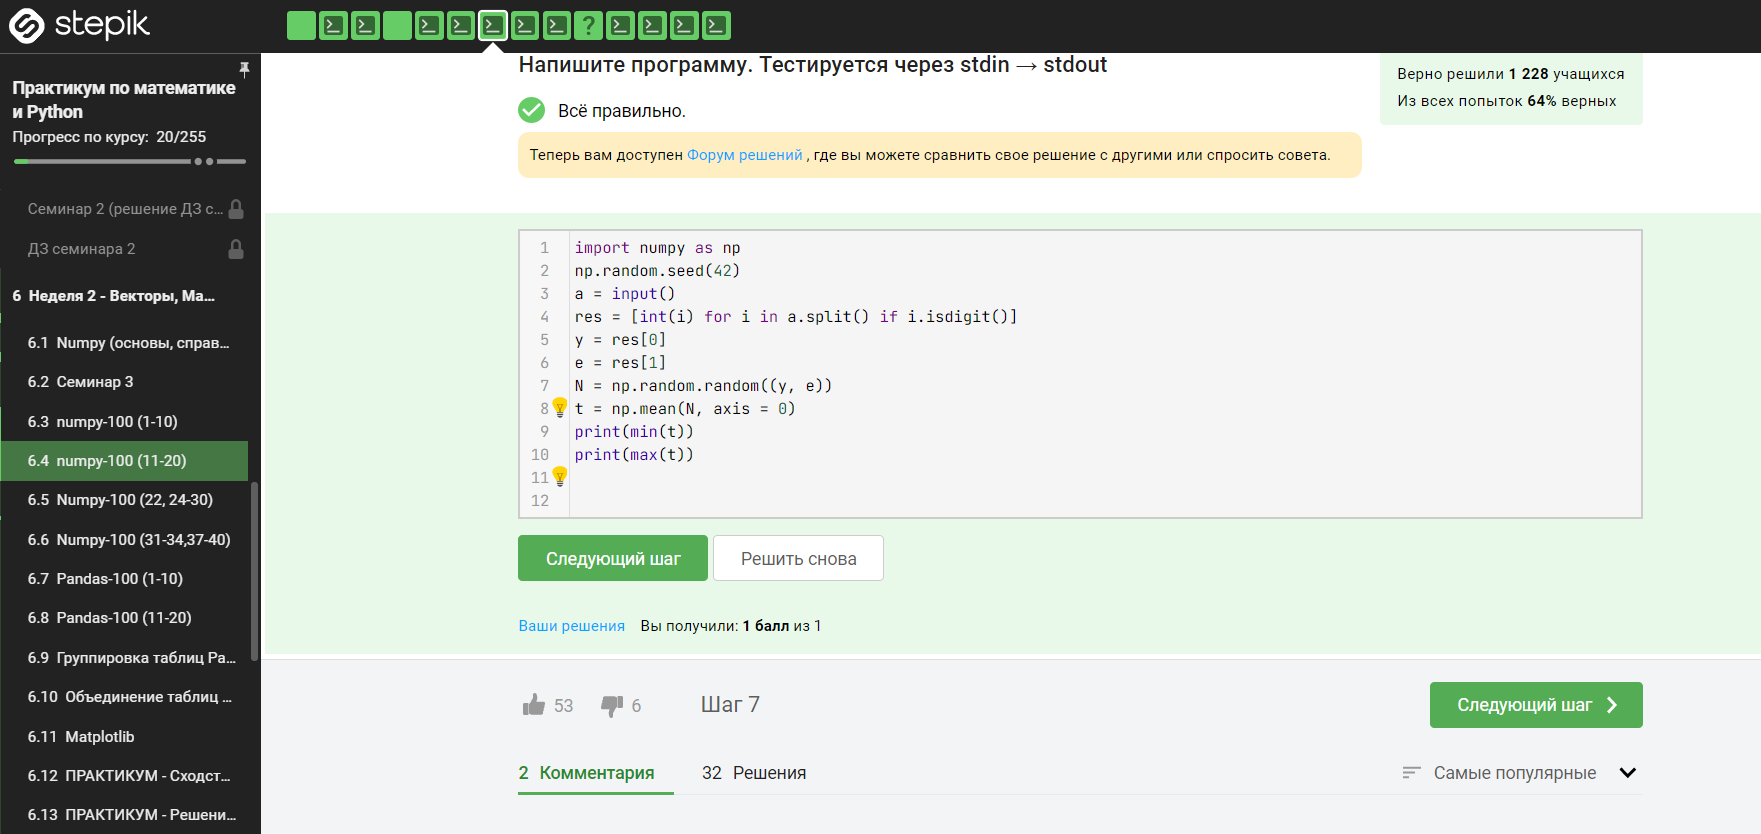 stepik
Практикум по математике
и Python
Прогресс по курсу: 20/255
Семинар 2 (решение ДЗ с...
ДЗ семинара 2
6 Неделя 2 - Векторы, Ма...
6.1 Numpy (основы, справ...
6.2 Семинар 3
6.3 numpy-100 (1-10)
6.4 numpy-100 (11-20)
6.5 Numpy-100 (22, 24-30)
6.6 Numpy-100 (31-34,37-40)
6.7 Pandas-100 (1-10)
6.8 Pandas-100 (11-20)
6.9 Группировка таблиц Pa...
6.10 Объединение таблиц ...
6.11 Matplotlib
6.12 ПРАКТИКУМ - Сходст...
6.13 ПРАКТИКУМ - Решени...
?
Напишите программу. Тестируется через stdin → stdout
Верно решили 1 228 учащихся
Из всех попыток 64% верных
Всё правильно.
Теперь вам доступен Форум решений , где вы можете сравнить свое решение с другими или спросить совета.
1 import numpy as np
2 np.random.seed(42)
3 a = input()
4 res = [int(i) for i in a.split() if i.isdigit()]
5 y = res[0]
6 e = res[1]
7 N = np.random.random((y, e))
8 t = np.mean(N, axis = 0)
9 print(min(t))
10 print(max(t))
11
12
Следующий шаг
Решить снова
Ваши решения Вы получили: 1 балл из 1
53 6 Шаг 7
Следующий шаг
2 Комментария 32 Решения
Самые популярные